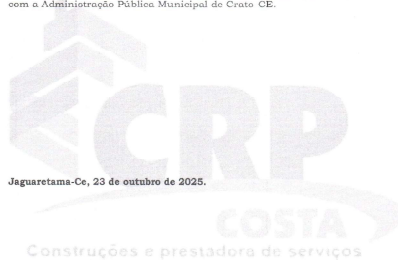 com a Administração Pública Municipal de Crato CE.
CRP
Jaguaretama-Ce, 23 de outubro de 2025.
COSTA
Construções e prestadora de serviços